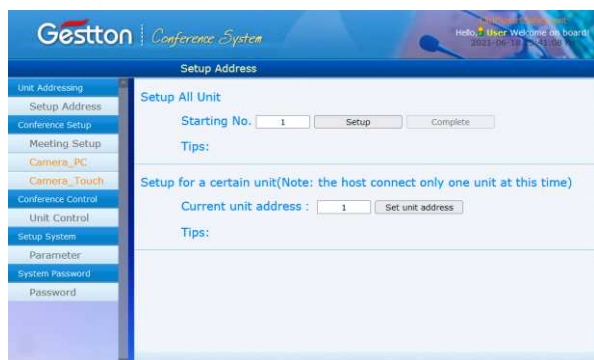 Gestton Conference System
Hello, User Welcome on board!
Setup Address
Unit Addressing
Setup Address
Conference Setup
Meeting Setup
Camera_PC
Camera_Touch
Conference Control
Unit Control
Setup System
Parameter
System Password
Password
Setup All Unit
Starting No. 1 Setup Complete
Tips:
Setup for a certain unit(Note: the host connect only one unit at this time)
Current unit address : 1 Set unit address
Tips: